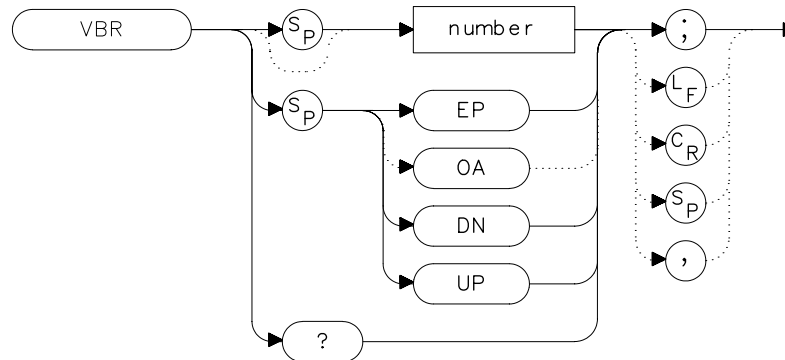 VBR
SP
number
;
LF
SP
EP
CR
OA
SP
DN
,
UP
?